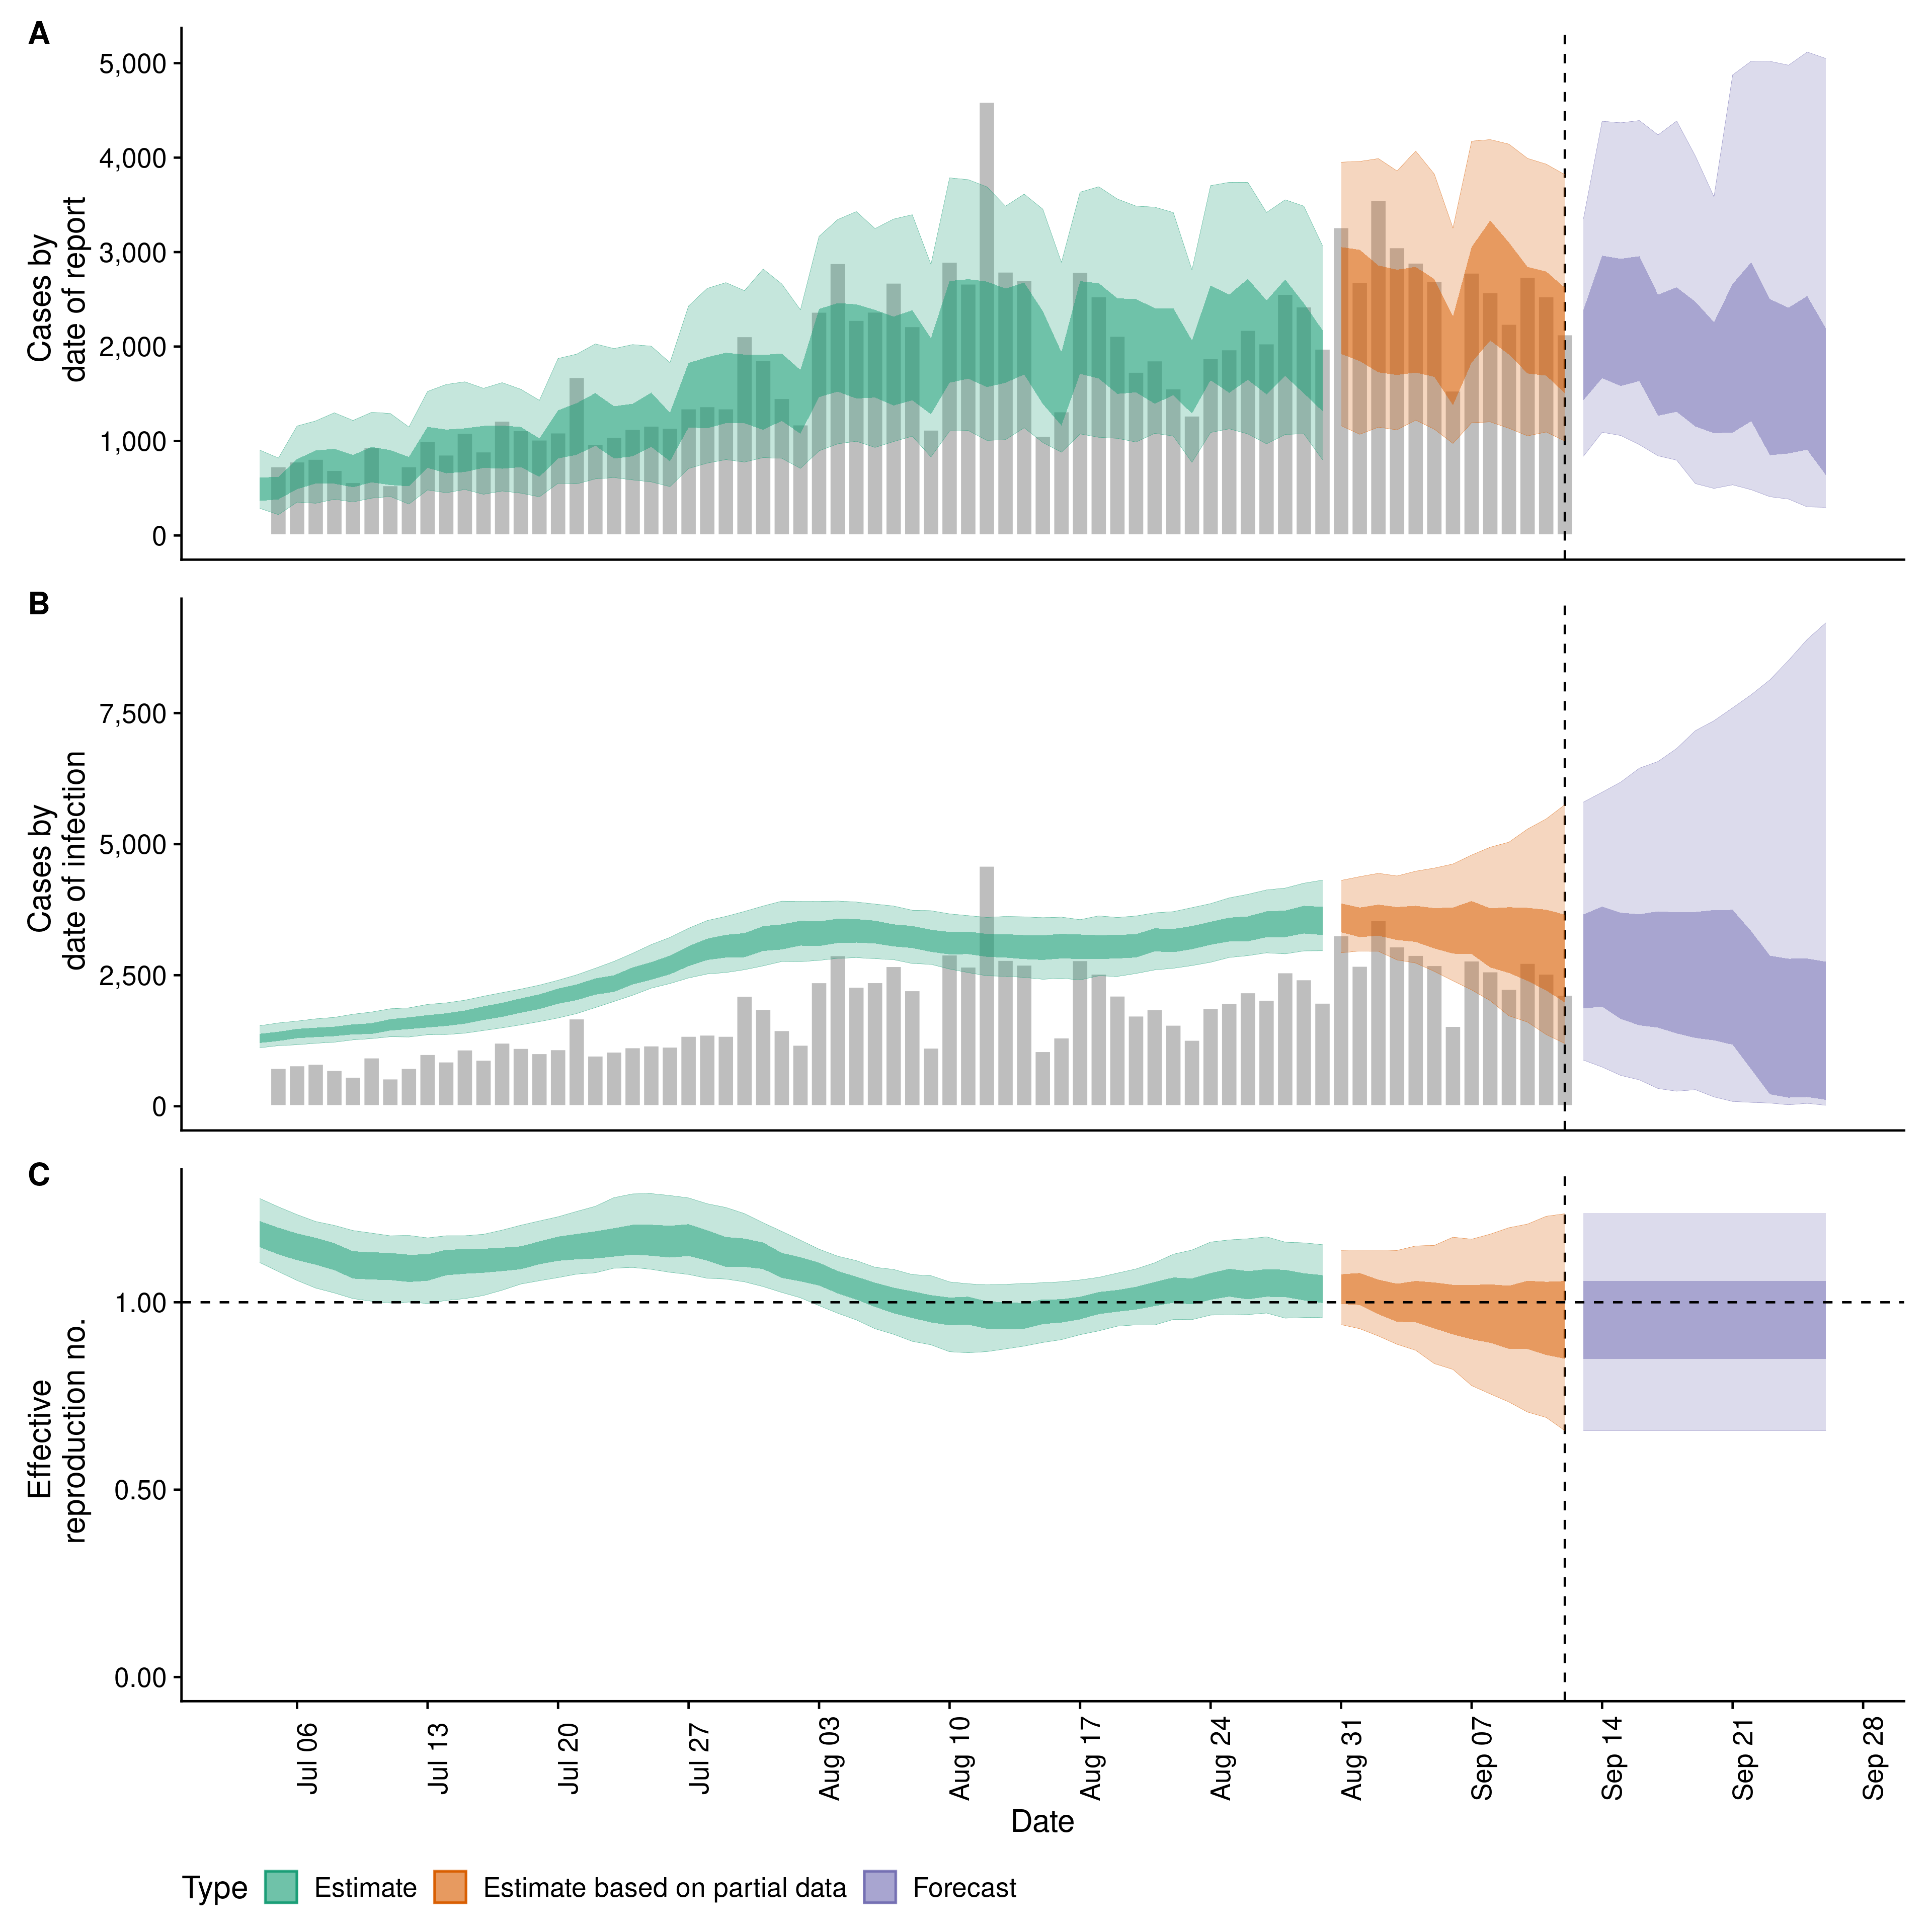 A
5,000
4,000
3,000
2,000
1,000
0
Cases by
date of report
B
7,500
5,000
2,500
0
Cases by
date of infection
C
1.00
0.50
0.00
Effective
reproduction no.
Jul 06
Jul 13
Jul 20
Jul 27
Aug 03
Aug 10
Aug 17
Aug 24
Aug 31
Sep 07
Sep 14
Sep 21
Sep 28
Date
Type Estimate Estimate based on partial data Forecast